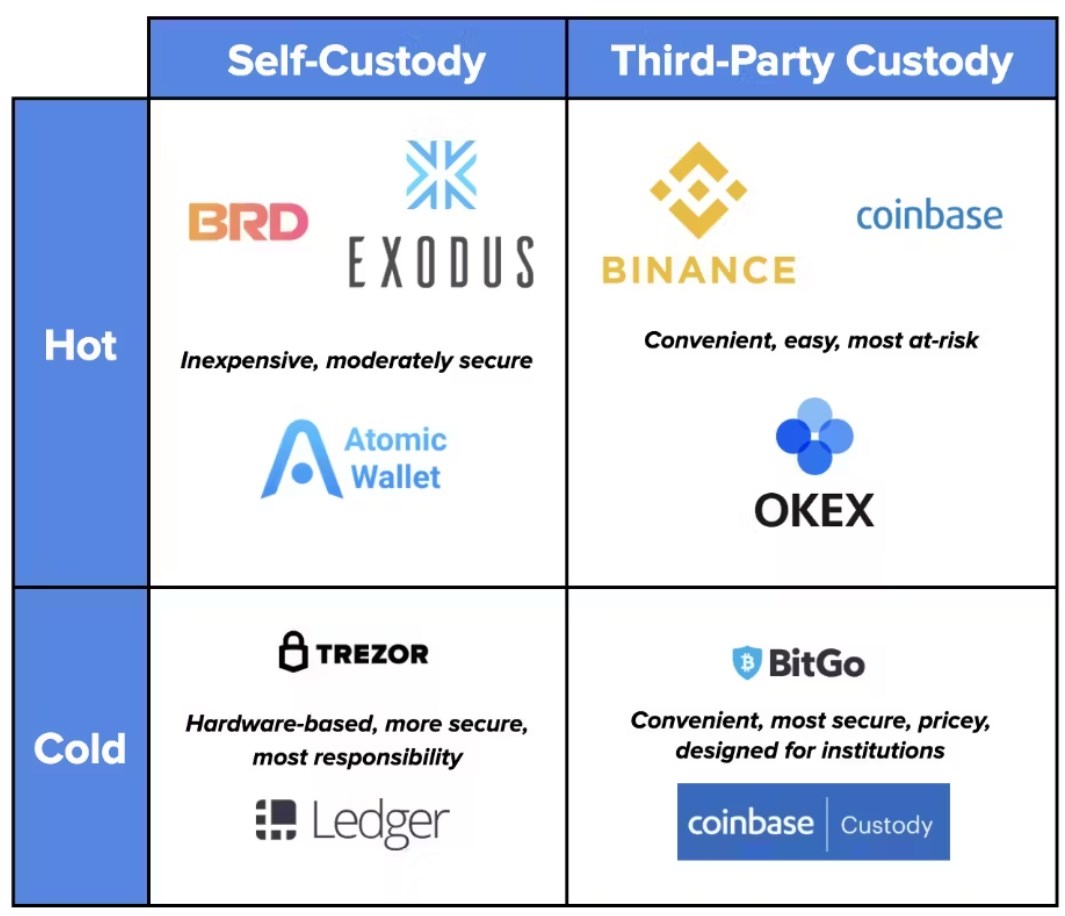 Self-Custody
Third-Party Custody
Hot
BRD
EXODUS
Inexpensive, moderately secure
Atomic
Wallet
BINANCE
coinbase
Convenient, easy, most at-risk
OKEX
Cold
TREZOR
Hardware-based, more secure,
most responsibility
Ledger
BitGo
Convenient, most secure, pricey,
designed for institutions
coinbase | Custody